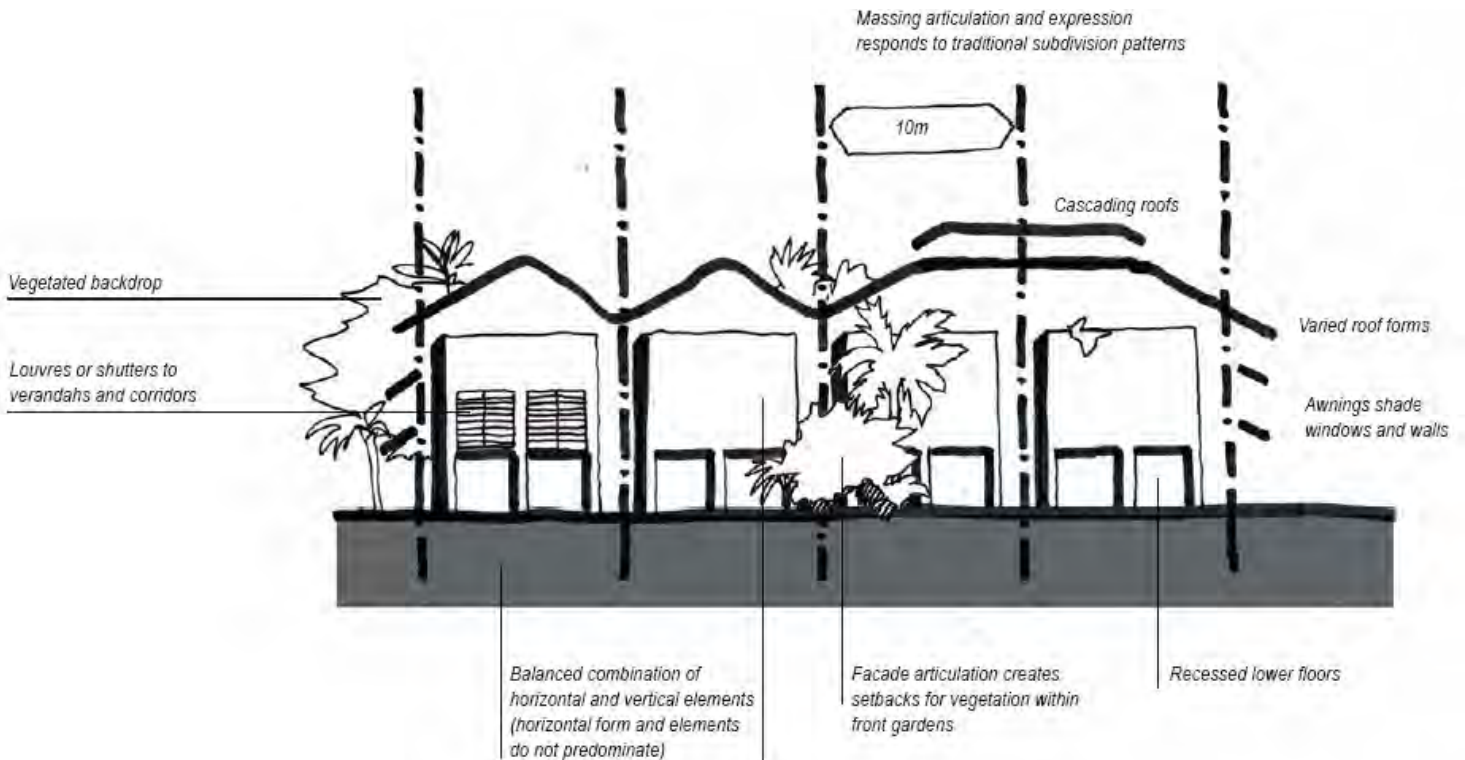 Massing articulation and expression
responds to traditional subdivision patterns
10m
Cascading roofs
Vegetated backdrop
Varied roof forms
Louvres or shutters to
verandahs and corridors
Awnings shade
windows and walls
Balanced combination of
horizontal and vertical elements
(horizontal form and elements
do not predominate)
Facade articulation creates
setbacks for vegetation within
front gardens
Recessed lower floors